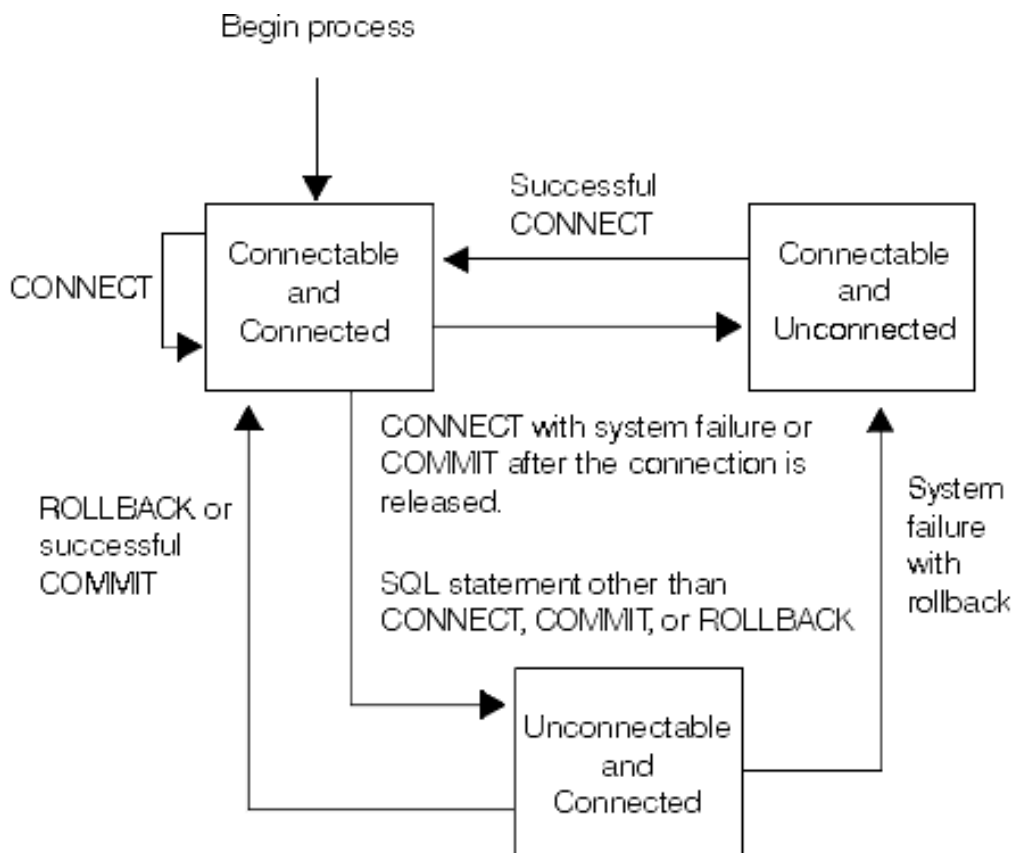 Begin process
Successful
CONNECT
Connectable
and
Connected
Connectable
and
Unconnected
CONNECT
CONNECT with system failure or
COMMIT after the connection is
released.
ROLLBACK or
successful
COMMIT
System
failure
with
rollback
SQL statement other than
CONNECT, COMMIT, or ROLLBACK
Unconnectable
and
Connected